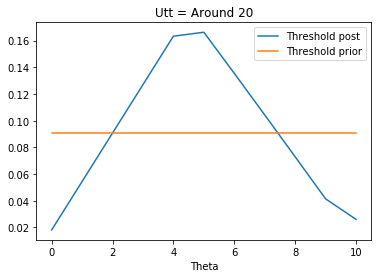 Utt = Around 20
Threshold post
Threshold prior
0.16
0.14
0.12
0.10
0.08
0.06
0.04
0.02
0 2 4 6 8 10
Theta